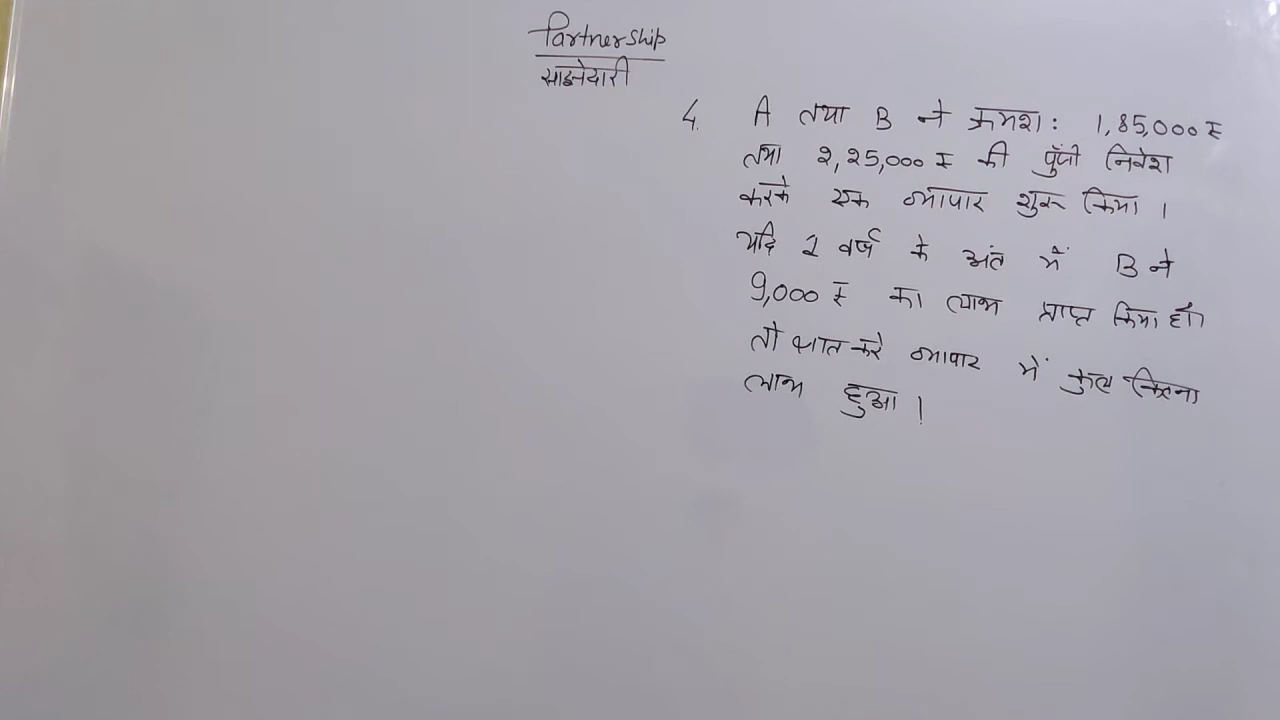 Partnership
साझेदारी
4. A तथा B ने क्रमश: 1,85,000 ₹
तथा 2,25,000 ₹ की पूँजी निवेश
करके एक व्यापार शुरू किया ।
यदि 2 वर्ष के अंत में B ने
9,000 ₹ का लाभ प्राप्त किया हो।
तो ज्ञात करे व्यापार में कुल कितना
लाभ हुआ ।